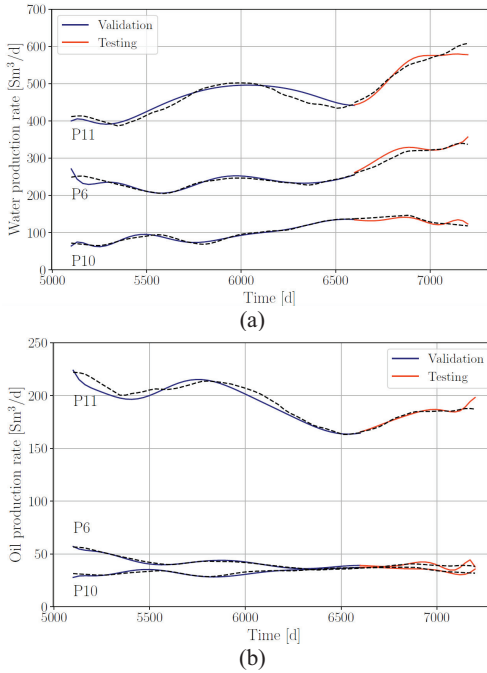 700
600
500
400
300
200
100
0
Water production rate [Sm³/d]
Validation
Testing
P11
P6
P10
5000
5500
6000
6500
7000
Time [d]
(a)
250
200
150
100
50
0
Oil production rate [Sm³/d]
Validation
Testing
P11
P6
P10
5000
5500
6000
6500
7000
Time [d]
(b)